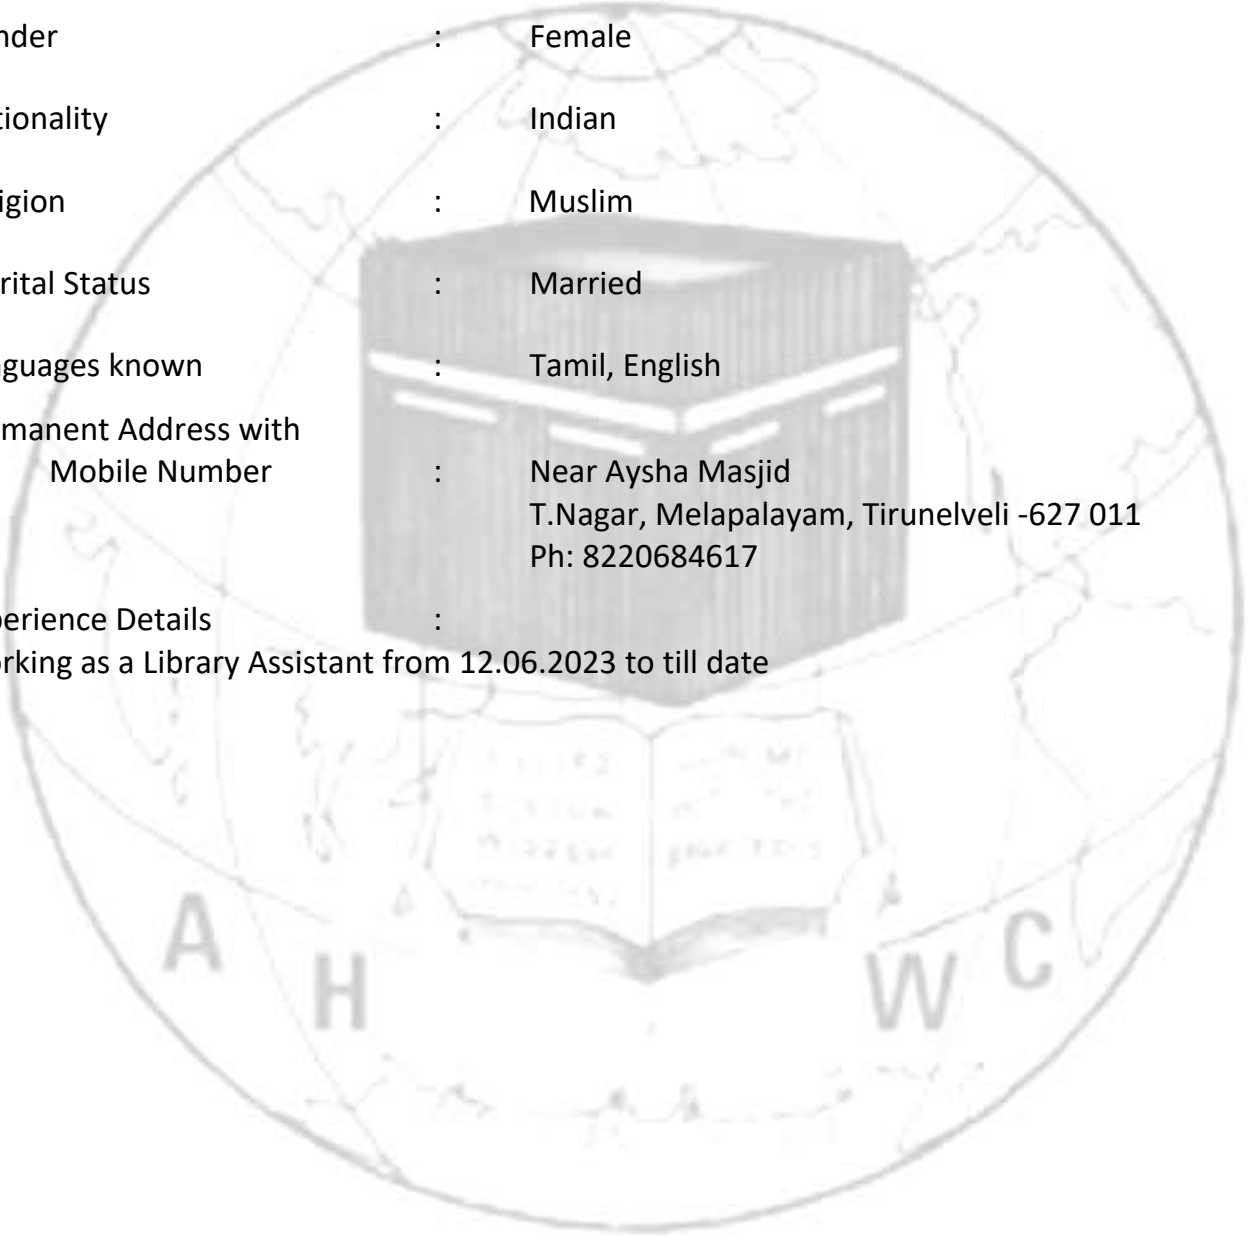 nder : Female
tionality : Indian
igion : Muslim
rital Status : Married
nguages known : Tamil, English
manent Address with
Mobile Number : Near Aysha Masjid
T.Nagar, Melapalayam, Tirunelveli -627 011
Ph: 8220684617
perience Details :
orking as a Library Assistant from 12.06.2023 to till date
A H W C